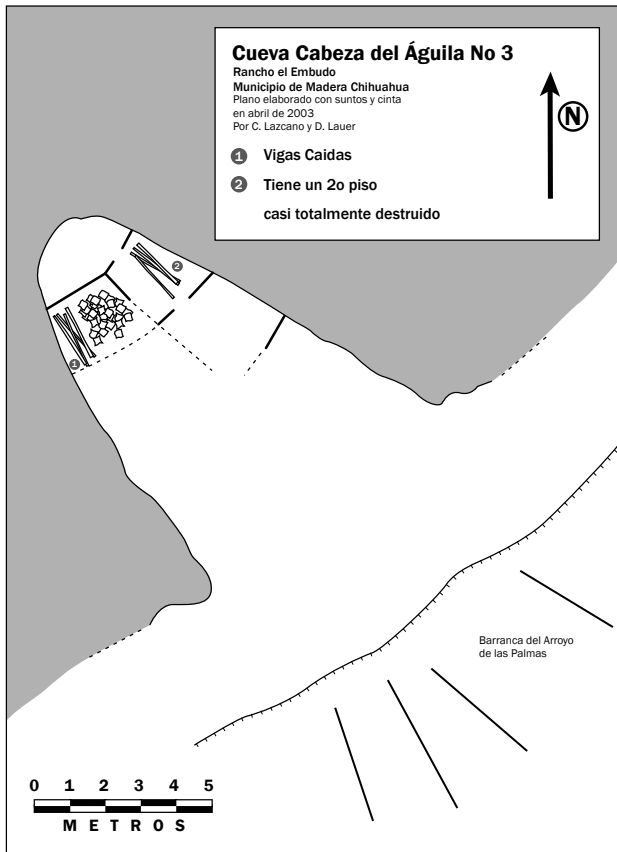 Cueva Cabeza del Águila No 3
Rancho el Embudo
Municipio de Madera Chihuahua
Plano elaborado con suntos y cinta
en abril de 2003
Por C. Lazcano y D. Lauer
1 Vigas Caidas
2 Tiene un 2o piso
casi totalmente destruido
N
2
1
Barranca del Arroyo
de las Palmas
0 1 2 3 4 5
METROS